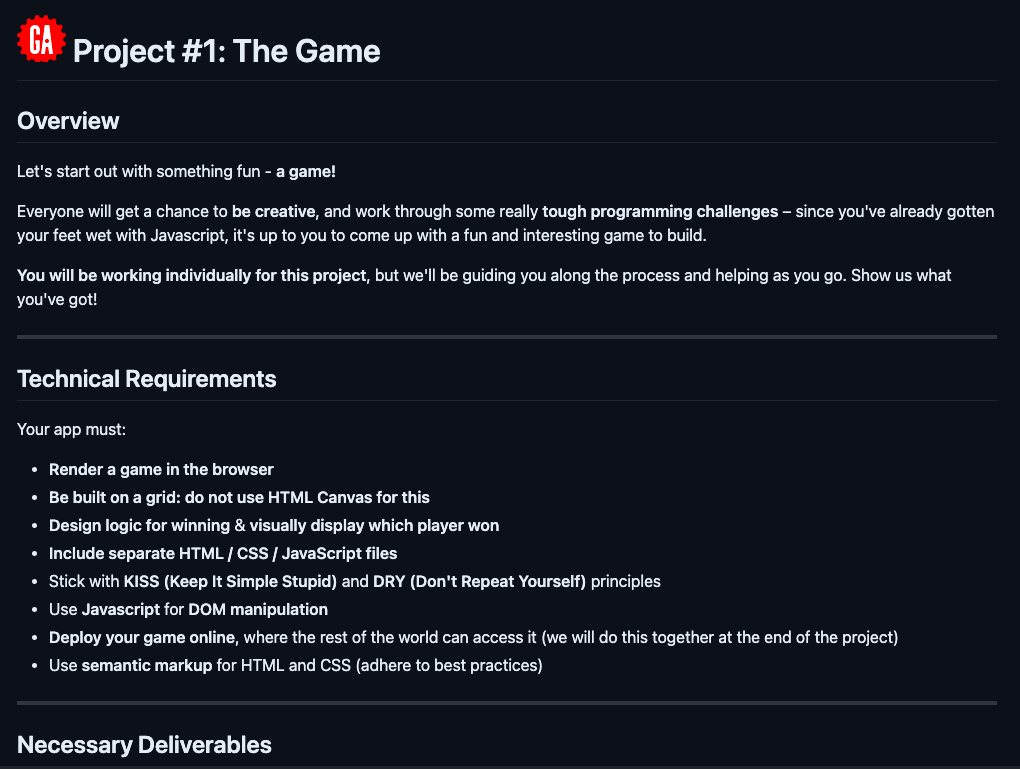 GA
Project #1: The Game
Overview
Let's start out with something fun - a game!
Everyone will get a chance to be creative, and work through some really tough programming challenges – since you've already gotten
your feet wet with Javascript, it's up to you to come up with a fun and interesting game to build.
You will be working individually for this project, but we'll be guiding you along the process and helping as you go. Show us what
you've got!
Technical Requirements
Your app must:
• Render a game in the browser
• Be built on a grid: do not use HTML Canvas for this
• Design logic for winning & visually display which player won
• Include separate HTML / CSS / JavaScript files
• Stick with KISS (Keep It Simple Stupid) and DRY (Don't Repeat Yourself) principles
• Use Javascript for DOM manipulation
• Deploy your game online, where the rest of the world can access it (we will do this together at the end of the project)
• Use semantic markup for HTML and CSS (adhere to best practices)
Necessary Deliverables